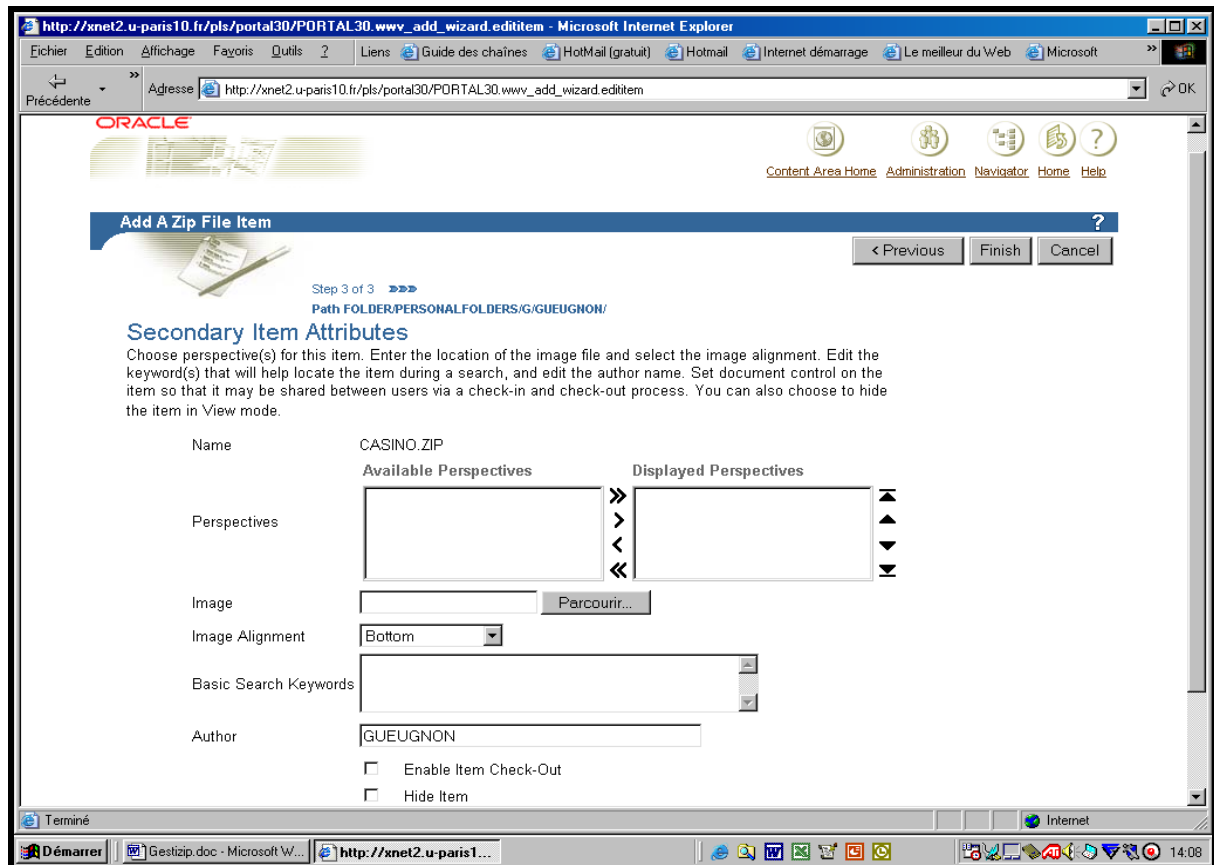 http://xnet2.u-paris10.fr/pls/portal30/PORTAL30.wwv_add_wizard.edititem - Microsoft Internet Explorer
Fichier Edition Affichage Favoris Outils ? Liens Guide des chaînes HotMail (gratuit) Hotmail Internet démarrage Le meilleur du Web Microsoft »
Précédente » Adresse http://xnet2.u-paris10.fr/pls/portal30/PORTAL30.wwv_add_wizard.edititem OK
ORACLE
Content Area Home Administration Navigator Home Help
Add A Zip File Item ?
< Previous Finish Cancel
Step 3 of 3
Path FOLDER/PERSONALFOLDERS/G/GUEUGNON/
Secondary Item Attributes
Choose perspective(s) for this item. Enter the location of the image file and select the image alignment. Edit the
keyword(s) that will help locate the item during a search, and edit the author name. Set document control on the
item so that it may be shared between users via a check-in and check-out process. You can also choose to hide
the item in View mode.
Name CASINO.ZIP
Available Perspectives Displayed Perspectives
Perspectives
Image Parcourir...
Image Alignment Bottom
Basic Search Keywords
Author GUEUGNON
Enable Item Check-Out
Hide Item
Terminé Internet
Démarrer Gestizip.doc - Microsoft W... http://xnet2.u-paris1... 14:08